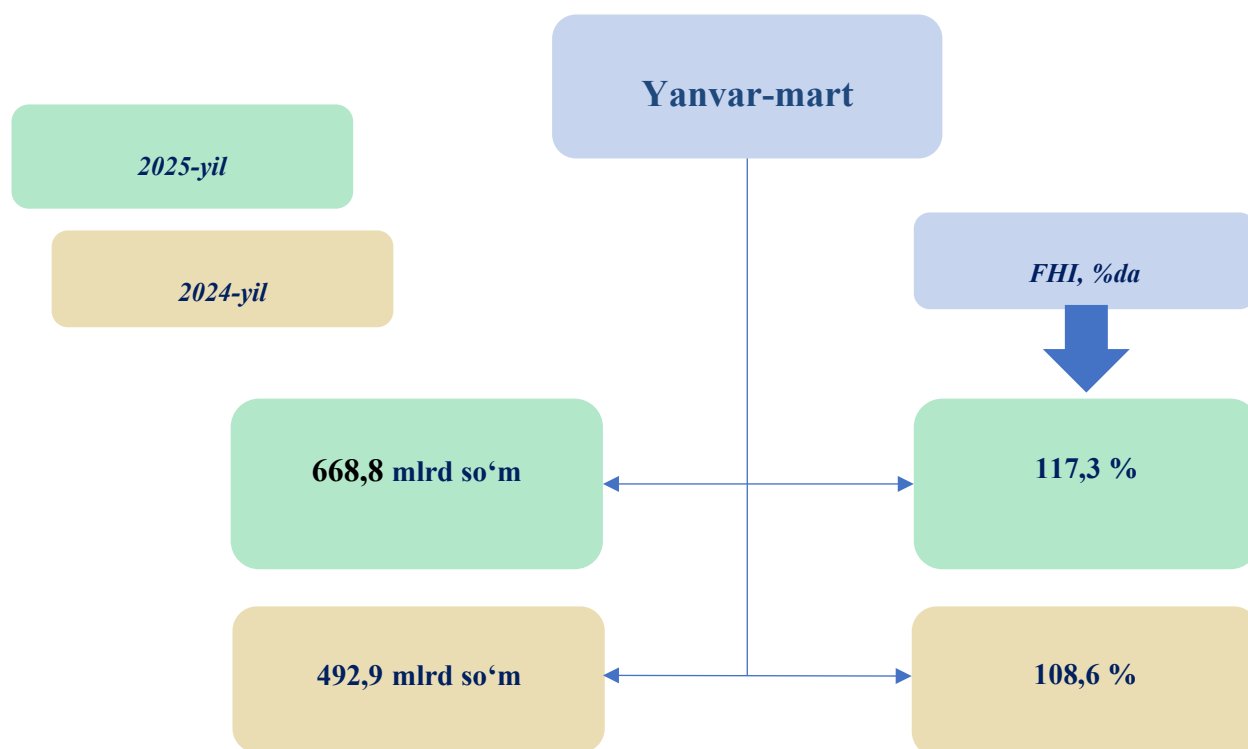 Yanvar-mart
2025-yil
2024-yil
FHI, %da
668,8 mlrd so‘m
117,3 %
492,9 mlrd so‘m
108,6 %